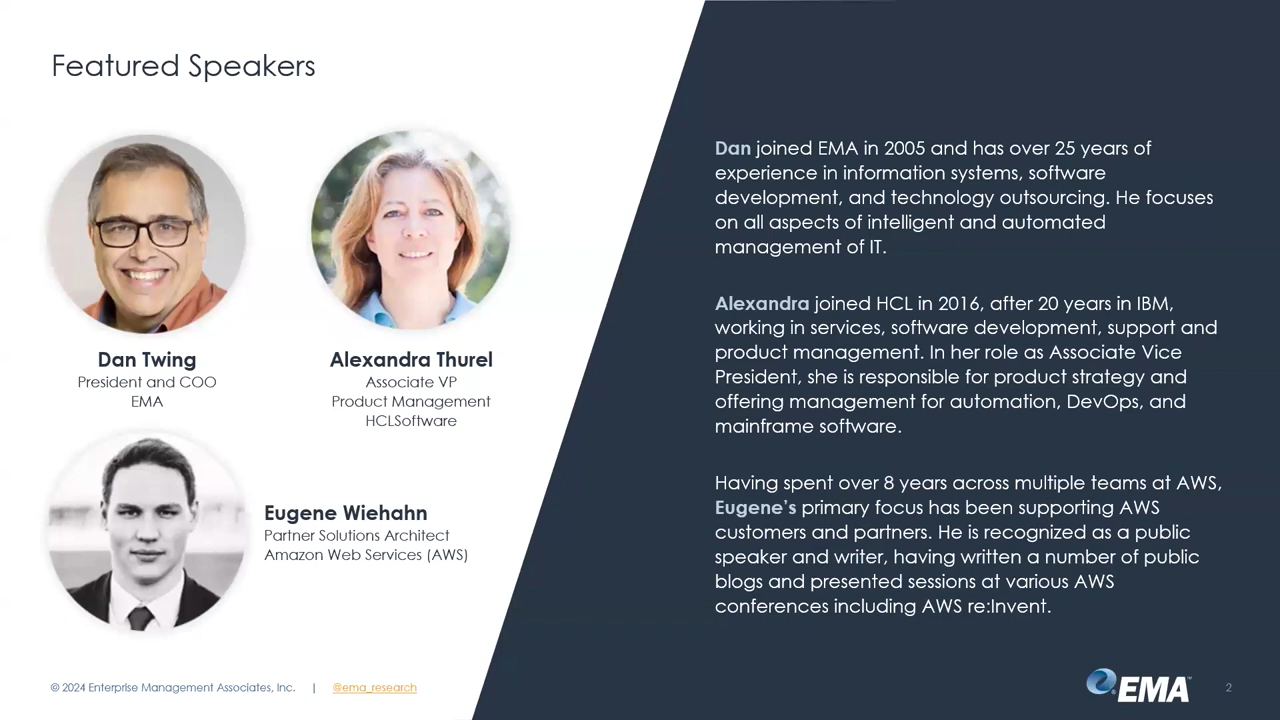 Featured Speakers
Dan Twing
President and COO
EMA
Alexandra Thurel
Associate VP
Product Management
HCLSoftware
Eugene Wiehahn
Partner Solutions Architect
Amazon Web Services (AWS)
Dan joined EMA in 2005 and has over 25 years of
experience in information systems, software
development, and technology outsourcing. He focuses
on all aspects of intelligent and automated
management of IT.
Alexandra joined HCL in 2016, after 20 years in IBM,
working in services, software development, support and
product management. In her role as Associate Vice
President, she is responsible for product strategy and
offering management for automation, DevOps, and
mainframe software.
Having spent over 8 years across multiple teams at AWS,
Eugene’s primary focus has been supporting AWS
customers and partners. He is recognized as a public
speaker and writer, having written a number of public
blogs and presented sessions at various AWS
conferences including AWS re:Invent.
© 2024 Enterprise Management Associates, Inc. | @ema_research
EMA™ 2